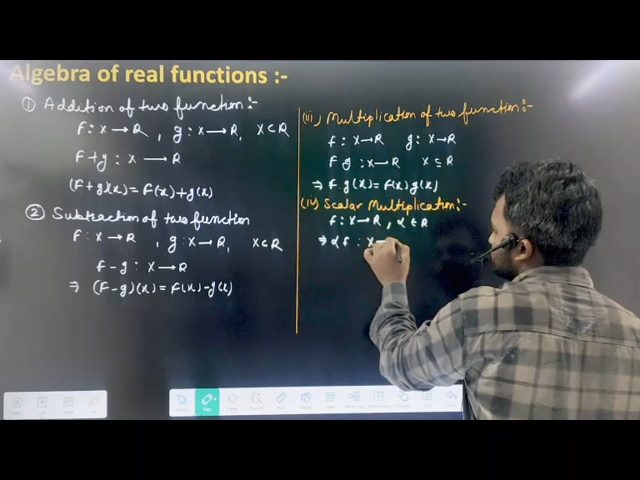 Algebra of real functions :-
① Addition of two function:-
f : X → R , g : X → R, X ⊂ R
f+g : X → R
(f+g)(x) = f(x)+g(x)
② Subtraction of two function
f : X → R , g : X → R, X ⊂ R
f-g : X → R
⇒ (f-g)(x) = f(x)-g(x)
(iii) Multiplication of two function:-
f : X → R g : X → R
f g : X → R X ⊆ R
⇒ f.g(x) = f(x) g(x)
(iv) Scalar Multiplication:-
f : X → R , α ∈ R
⇒ αf : X